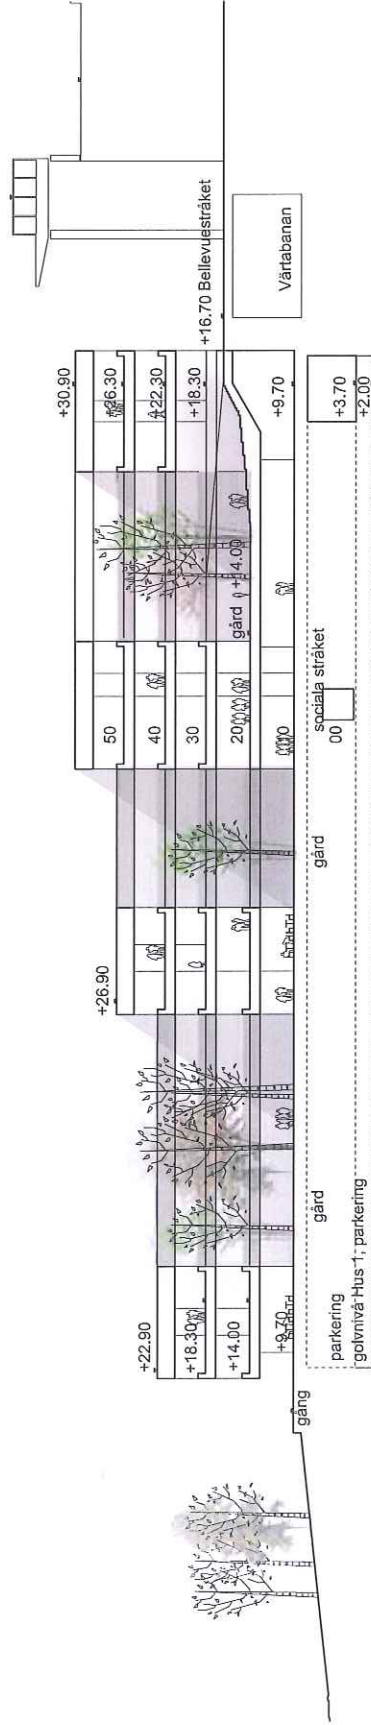 +22.90
+18.30
+14.00
+9.70
gång
parkering
golvnivå Hus 1, parkering
gård
+26.90
gård
50
40
30
20
00
sociala stråket
gård +14.00
+30.90
+26.30
+22.30
+18.30
+9.70
+3.70
+2.00
+16.70 Bellevuestråket
Värtabanan